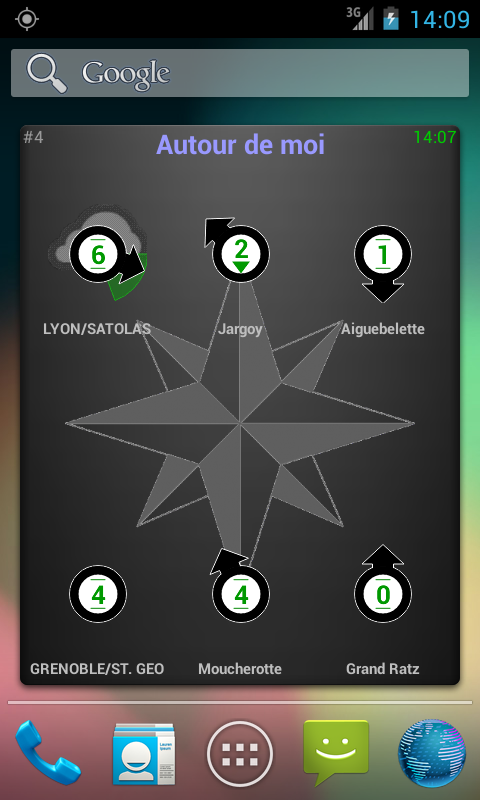 3G 14:09
Google
#4 Autour de moi 14:07
6 2 1
LYON/SATOLAS Jargoy Aiguebelette
4 4 0
GRENOBLE/ST. GEO Moucherotte Grand Ratz